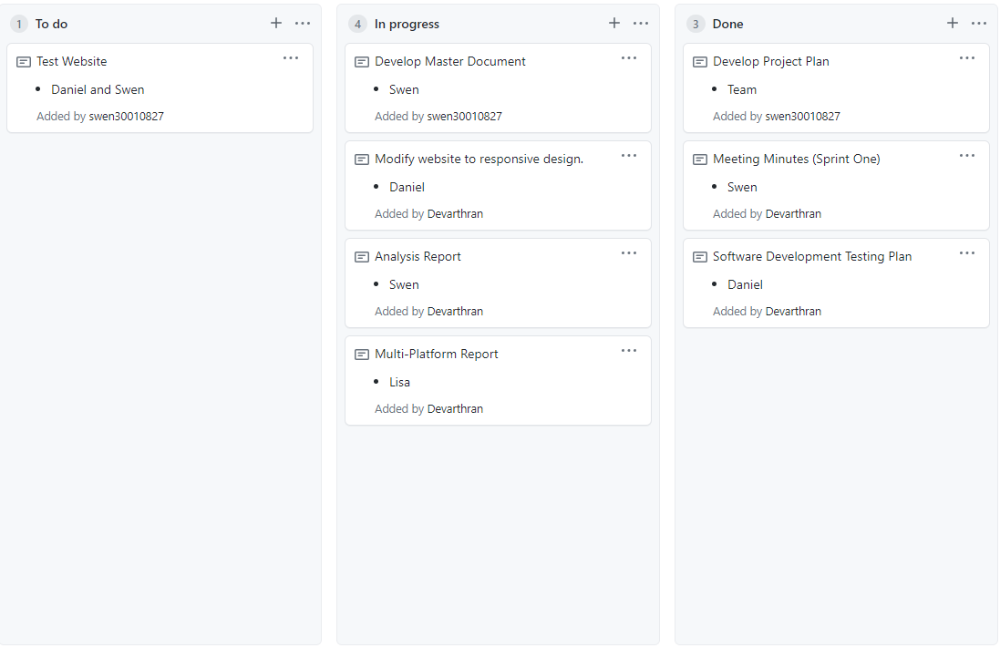 1 To do
Test Website
Daniel and Swen
Added by swen30010827
4 In progress
Develop Master Document
Swen
Added by swen30010827
Modify website to responsive design.
Daniel
Added by Devarthran
Analysis Report
Swen
Added by Devarthran
Multi-Platform Report
Lisa
Added by Devarthran
3 Done
Develop Project Plan
Team
Added by swen30010827
Meeting Minutes (Sprint One)
Swen
Added by Devarthran
Software Development Testing Plan
Daniel
Added by Devarthran